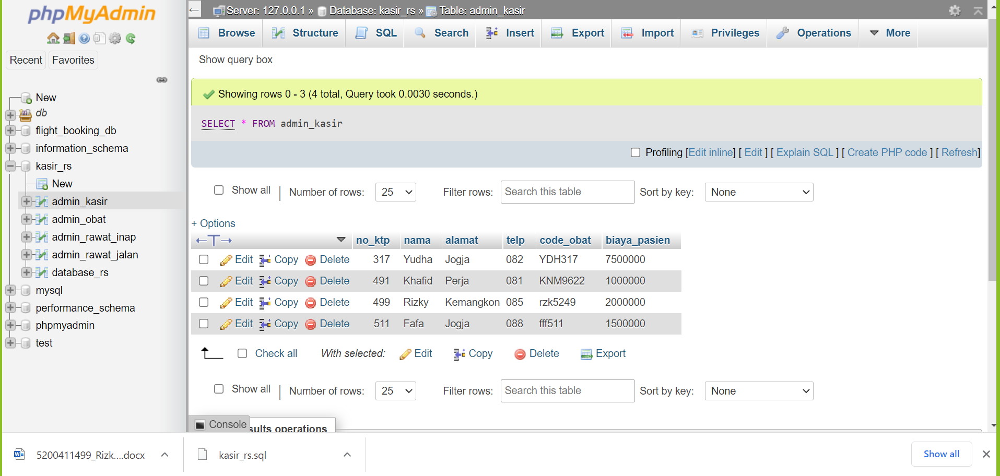 phpMyAdmin
Recent Favorites
New
db
flight_booking_db
information_schema
kasir_rs
New
admin_kasir
admin_obat
admin_rawat_inap
admin_rawat_jalan
database_rs
mysql
performance_schema
phpmyadmin
test
Server: 127.0.0.1 » Database: kasir_rs » Table: admin_kasir
Browse Structure SQL Search Insert Export Import Privileges Operations More
Show query box
Showing rows 0 - 3 (4 total, Query took 0.0030 seconds.)
SELECT * FROM admin_kasir
Profiling [Edit inline] [ Edit ] [ Explain SQL ] [ Create PHP code ] [ Refresh]
Show all | Number of rows: 25 Filter rows: Search this table Sort by key: None
+ Options
←T→ no_ktp nama alamat telp code_obat biaya_pasien
Edit Copy Delete 317 Yudha Jogja 082 YDH317 7500000
Edit Copy Delete 491 Khafid Perja 081 KNM9622 1000000
Edit Copy Delete 499 Rizky Kemangkon 085 rzk5249 2000000
Edit Copy Delete 511 Fafa Jogja 088 fff511 1500000
Check all With selected: Edit Copy Delete Export
Show all | Number of rows: 25 Filter rows: Search this table Sort by key: None
Console sults operations
5200411499_Rizk....docx kasir_rs.sql Show all